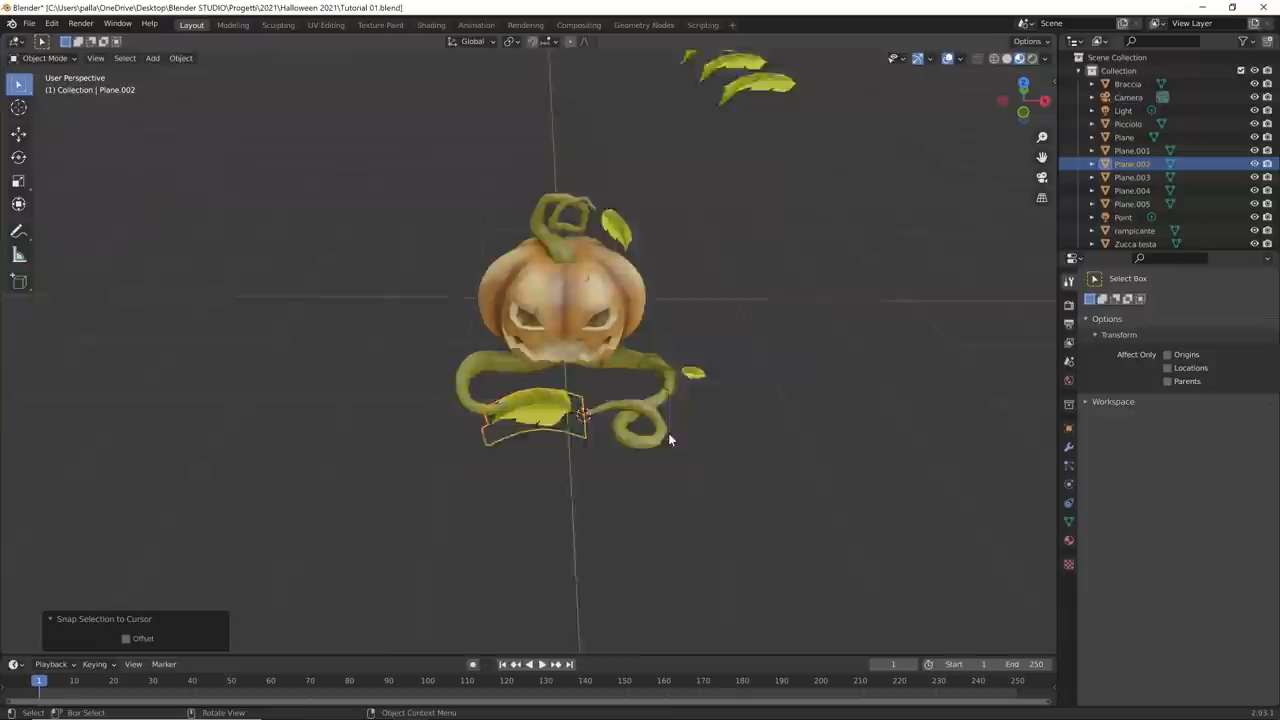 Blender* [C:\Users\palla\OneDrive\Desktop\Blender STUDIO\Progetti\2021\Halloween 2021\Tutorial 01.blend]
File Edit Render Window Help Layout Modeling Sculpting UV Editing Texture Paint Shading Animation Rendering Compositing Geometry Nodes Scripting + Scene View Layer
Global Options
Object Mode View Select Add Object
User Perspective
(1) Collection | Plane.002
Scene Collection
Collection
Braccia
Camera
Light
Picciolo
Plane
Plane.001
Plane.002
Plane.003
Plane.004
Plane.005
Point
rampicante
Zucca testa
Select Box
Options
Transform
Affect Only Origins
Locations
Parents
Workspace
Snap Selection to Cursor
Offset
Playback Keying View Marker 1 Start 1 End 250
1 10 20 30 40 50 60 70 80 90 100 110 120 130 140 150 160 170 180 190 200 210 220 230 240 250
Select Box Select Rotate View Object Context Menu 2.93.1